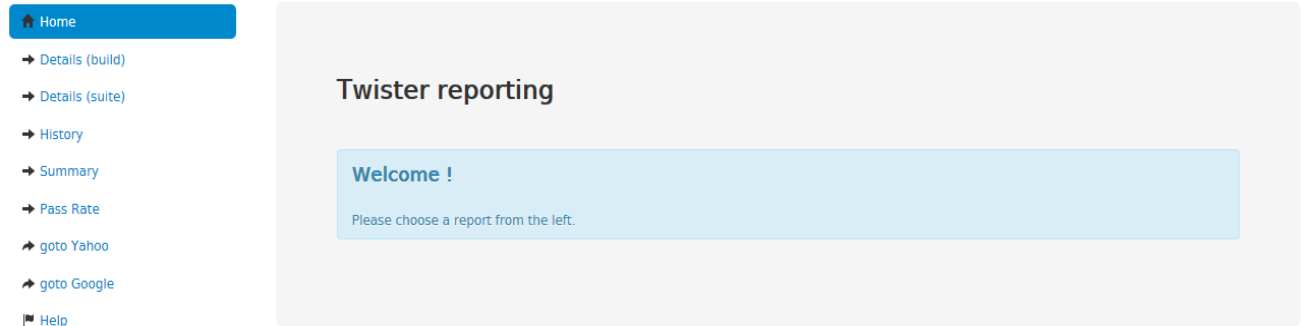 Home
Details (build)
Details (suite)
History
Summary
Pass Rate
goto Yahoo
goto Google
Help
Twister reporting
Welcome !
Please choose a report from the left.